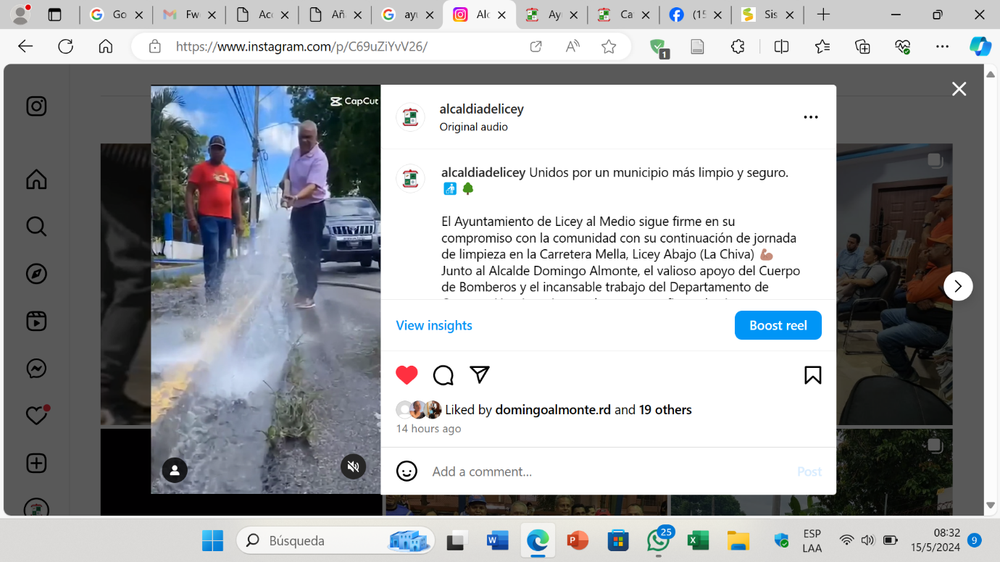 Go
Fw
Acc
Aña
ayu
Alc
Ay
Ca
(15
Sis
https://www.instagram.com/p/C69uZiYvV26/
1
CapCut
alcaldiadelicey
Original audio
alcaldiadelicey Unidos por un municipio más limpio y seguro.
🚮 🌳
El Ayuntamiento de Licey al Medio sigue firme en su
compromiso con la comunidad con su continuación de jornada
de limpieza en la Carretera Mella, Licey Abajo (La Chiva) 💪🏽
Junto al Alcalde Domingo Almonte, el valioso apoyo del Cuerpo
de Bomberos y el incansable trabajo del Departamento de
View insights
Boost reel
Liked by domingoalmonte.rd and 19 others
14 hours ago
Add a comment...
Post
Búsqueda
25
ESP
LAA
08:32
15/5/2024
9